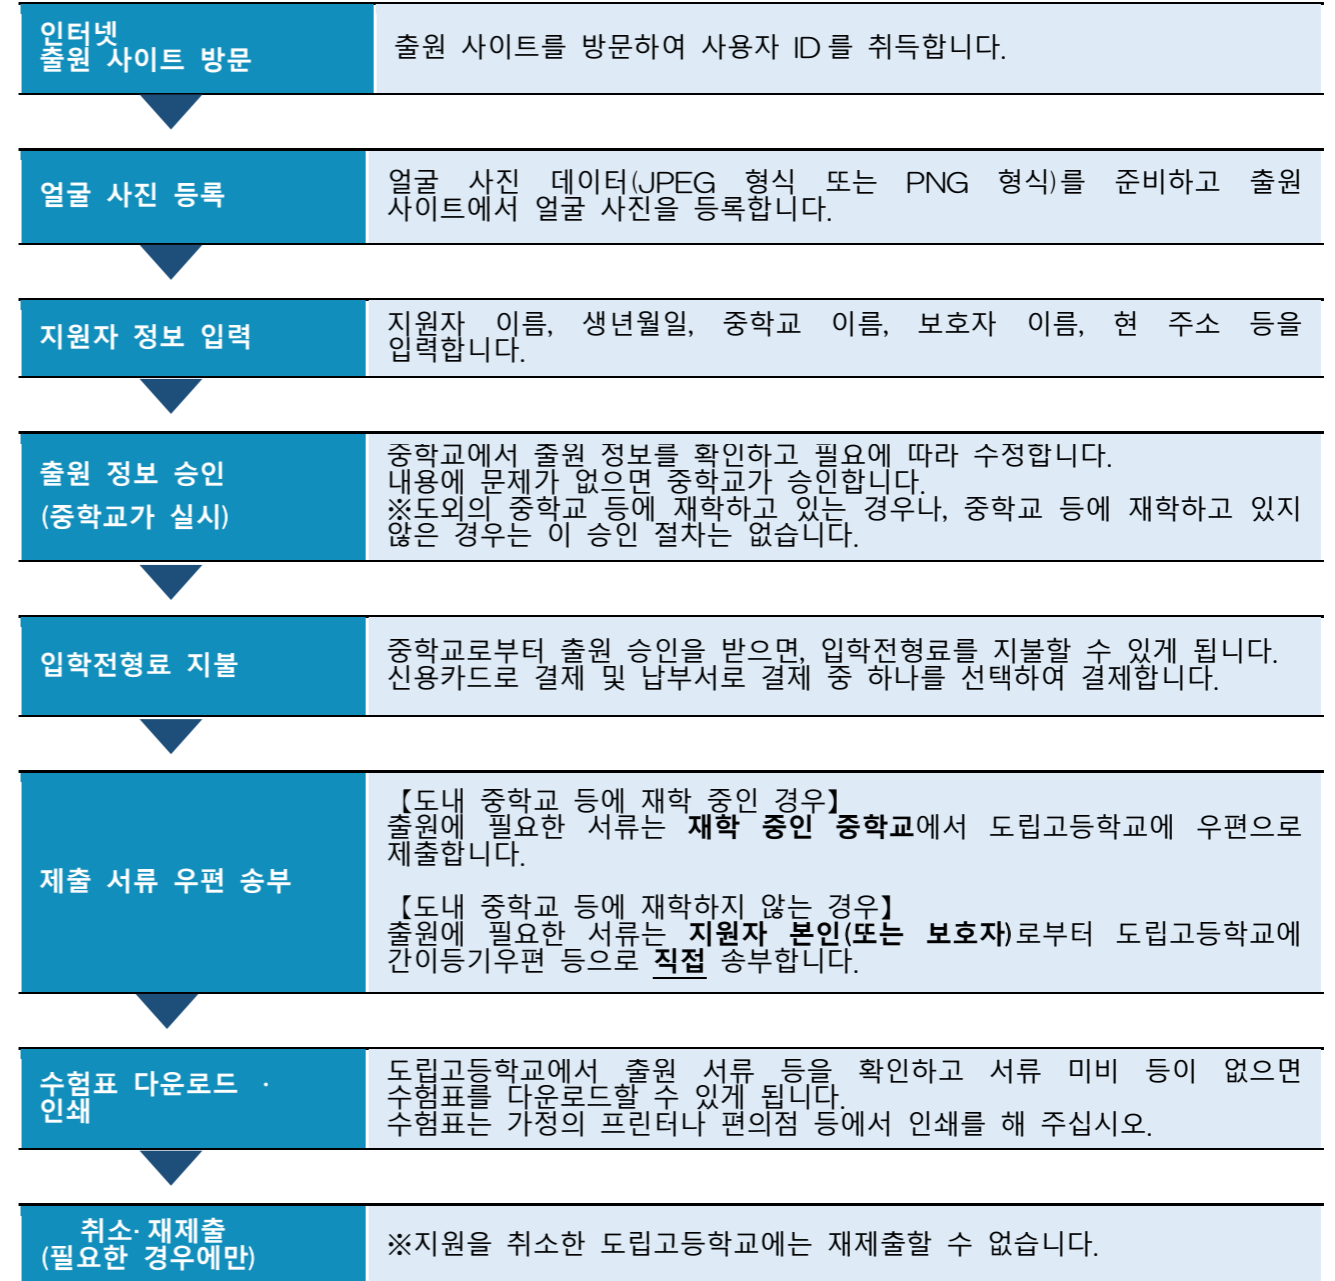 인터넷
출원 사이트 방문
출원 사이트를 방문하여 사용자 ID를 취득합니다.
얼굴 사진 등록
얼굴 사진 데이터(JPEG 형식 또는 PNG 형식)를 준비하고 출원
사이트에서 얼굴 사진을 등록합니다.
지원자 정보 입력
지원자 이름, 생년월일, 중학교 이름, 보호자 이름, 현 주소 등을
입력합니다.
출원 정보 승인
(중학교가 실시)
중학교에서 출원 정보를 확인하고 필요에 따라 수정합니다.
내용에 문제가 없으면 중학교가 승인합니다.
※도외의 중학교 등에 재학하고 있는 경우나, 중학교 등에 재학하고 있지
않은 경우는 이 승인 절차는 없습니다.
입학전형료 지불
중학교로부터 출원 승인을 받으면, 입학전형료를 지불할 수 있게 됩니다.
신용카드로 결제 및 납부서로 결제 중 하나를 선택하여 결제합니다.
제출 서류 우편 송부
【도내 중학교 등에 재학 중인 경우】
출원에 필요한 서류는 재학 중인 중학교에서 도립고등학교에 우편으로
제출합니다.
【도내 중학교 등에 재학하지 않는 경우】
출원에 필요한 서류는 지원자 본인(또는 보호자)로부터 도립고등학교에
간이등기우편 등으로 직접 송부합니다.
수험표 다운로드 ·
인쇄
도립고등학교에서 출원 서류 등을 확인하고 서류 미비 등이 없으면
수험표를 다운로드할 수 있게 됩니다.
수험표는 가정의 프린터나 편의점 등에서 인쇄를 해 주십시오.
취소·재제출
(필요한 경우에만)
※지원을 취소한 도립고등학교에는 재제출할 수 없습니다.